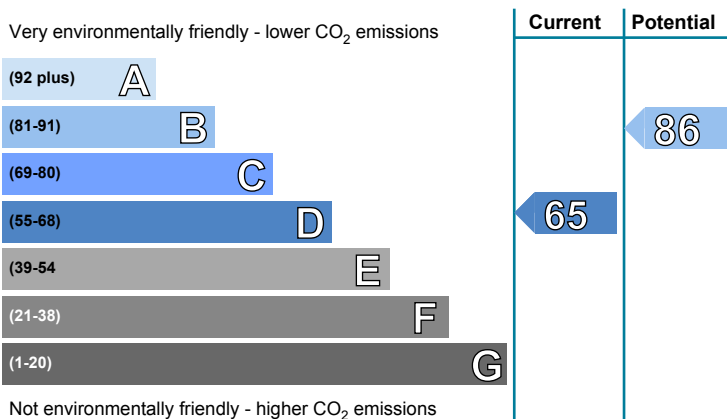 Current Potential
Very environmentally friendly - lower CO2 emissions
(92 plus) A
(81-91) B
86
(69-80) C
(55-68) D
65
(39-54 E
(21-38) F
(1-20) G
Not environmentally friendly - higher CO2 emissions